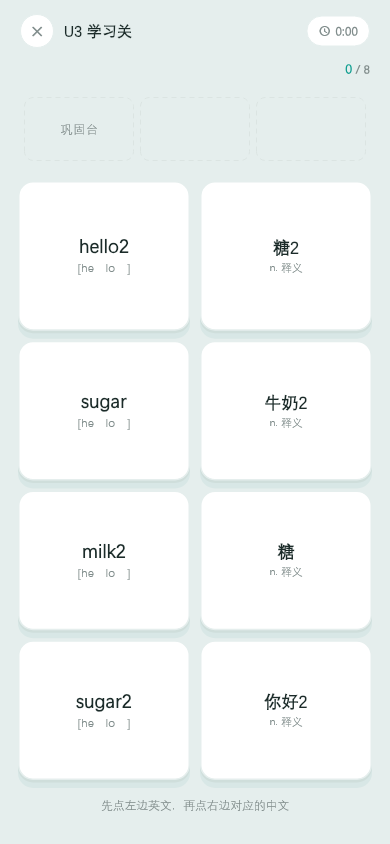 U3 学习关
0:00
0 / 8
巩固台
hello2
[he lo ]
糖2
n. 释义
sugar
[he lo ]
牛奶2
n. 释义
milk2
[he lo ]
糖
n. 释义
sugar2
[he lo ]
你好2
n. 释义
先点左边英文，再点右边对应的中文